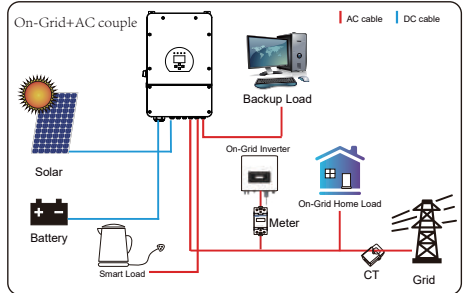 On-Grid+AC couple
AC cable
DC cable
Backup Load
Solar
On-Grid Inverter
On-Grid Home Load
Meter
Battery
Smart Load
CT
Grid